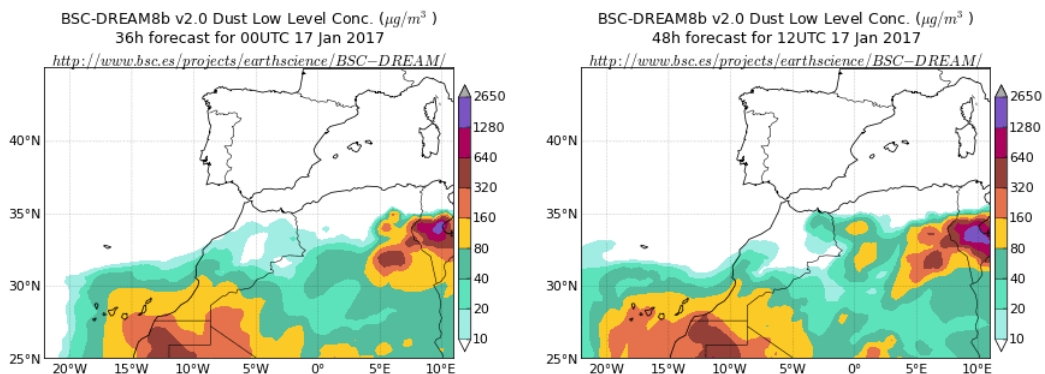 BSC-DREAM8b v2.0 Dust Low Level Conc. (μg/m³ )
36h forecast for 00UTC 17 Jan 2017
http://www.bsc.es/projects/earthscience/BSC−DREAM/
40°N
35°N
30°N
25°N
20°W 15°W 10°W 5°W 0° 5°E 10°E
2650
1280
640
320
160
80
40
20
10
BSC-DREAM8b v2.0 Dust Low Level Conc. (μg/m³ )
48h forecast for 12UTC 17 Jan 2017
http://www.bsc.es/projects/earthscience/BSC−DREAM/
40°N
35°N
30°N
25°N
20°W 15°W 10°W 5°W 0° 5°E 10°E
2650
1280
640
320
160
80
40
20
10